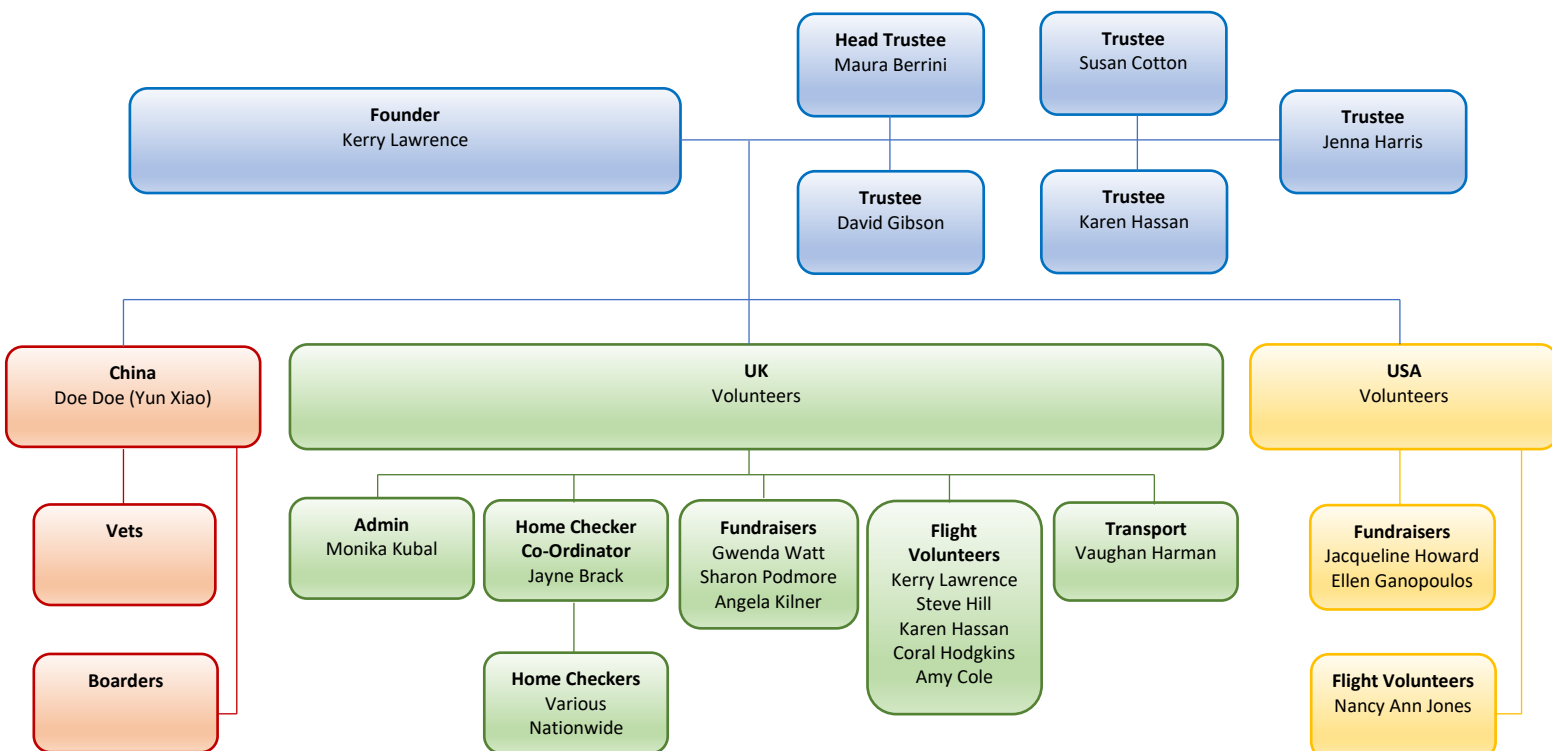 Head Trustee
Maura Berrini
Trustee
Susan Cotton
Founder
Kerry Lawrence
Trustee
Jenna Harris
Trustee
David Gibson
Trustee
Karen Hassan
China
Doe Doe (Yun Xiao)
UK
Volunteers
USA
Volunteers
Vets
Boarders
Admin
Monika Kubal
Home Checker
Co-Ordinator
Jayne Brack
Home Checkers
Various
Nationwide
Fundraisers
Gwenda Watt
Sharon Podmore
Angela Kilner
Flight
Volunteers
Kerry Lawrence
Steve Hill
Karen Hassan
Coral Hodgkins
Amy Cole
Transport
Vaughan Harman
Fundraisers
Jacqueline Howard
Ellen Ganopoulos
Flight Volunteers
Nancy Ann Jones